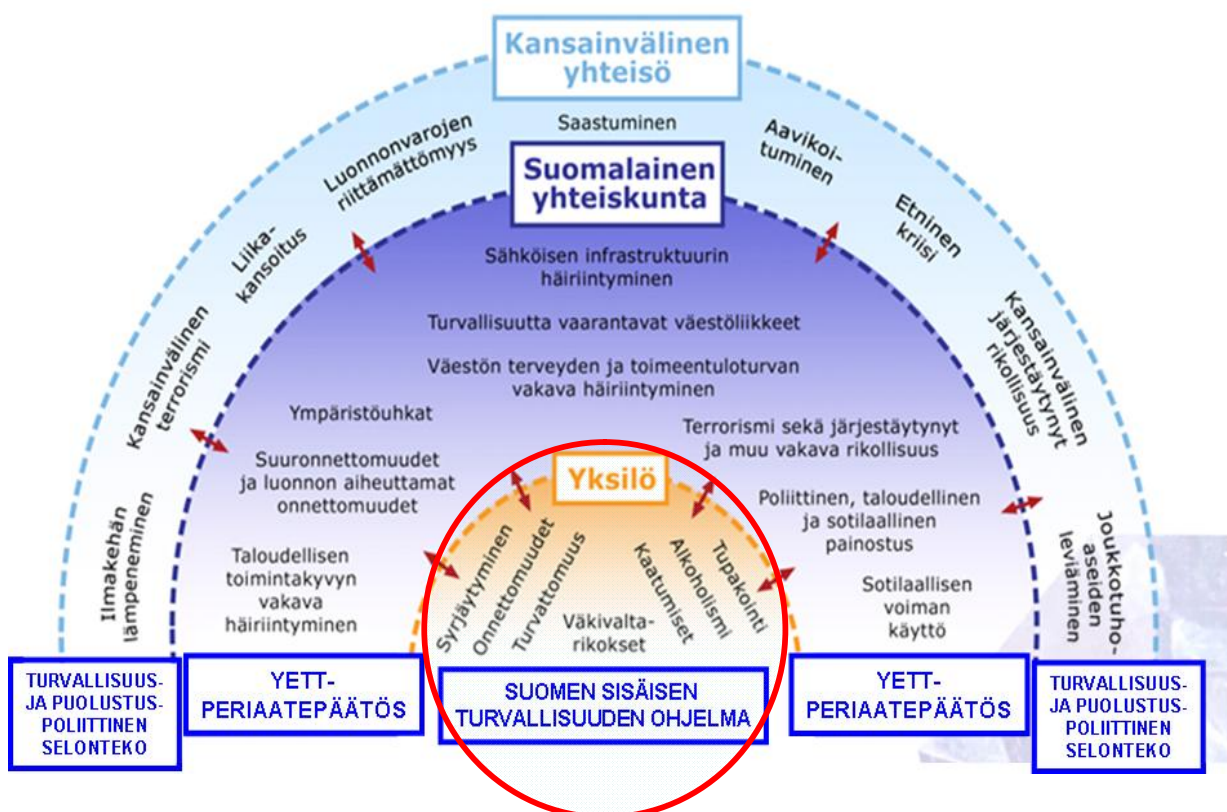 Kansainvälinen
yhteisö
Saastuminen
Luonnonvarojen
riittämättömyys
Aavikoi-
tuminen
Suomalainen
yhteiskunta
Liika-
kansoitus
Etninen
kriisi
Sähköisen infrastruktuurin
häiriintyminen
Kansainvälinen
terrorismi
Turvallisuutta vaarantavat väestöliikkeet
Kansainvälinen
järjestäytynyt
rikollisuus
Väestön terveyden ja toimeentuloturvan
vakava häiriintyminen
Ympäristöuhkat
Terrorismi sekä järjestäytynyt
ja muu vakava rikollisuus
Suuronnettomuudet
ja luonnon aiheuttamat
onnettomuudet
Yksilö
Poliittinen, taloudellinen
ja sotilaallinen
painostus
Ilmakehän
lämpeneminen
Joukkotuho-
aseiden
leviäminen
Taloudellisen
toimintakyvyn
vakava
häiriintyminen
Syrjäytyminen
Onnettomuudet
Turvattomuus
Väkivalta-
rikokset
Kaatumiset
Alkoholismi
Tupakointi
Sotilaallisen
voiman
käyttö
TURVALLISUUS-
JA PUOLUSTUS-
POLIITTINEN
SELONTEKO
YETT-
PERIAATEPÄÄTÖS
SUOMEN SISÄISEN
TURVALLISUUDEN OHJELMA
YETT-
PERIAATEPÄÄTÖS
TURVALLISUUS-
JA PUOLUSTUS-
POLIITTINEN
SELONTEKO